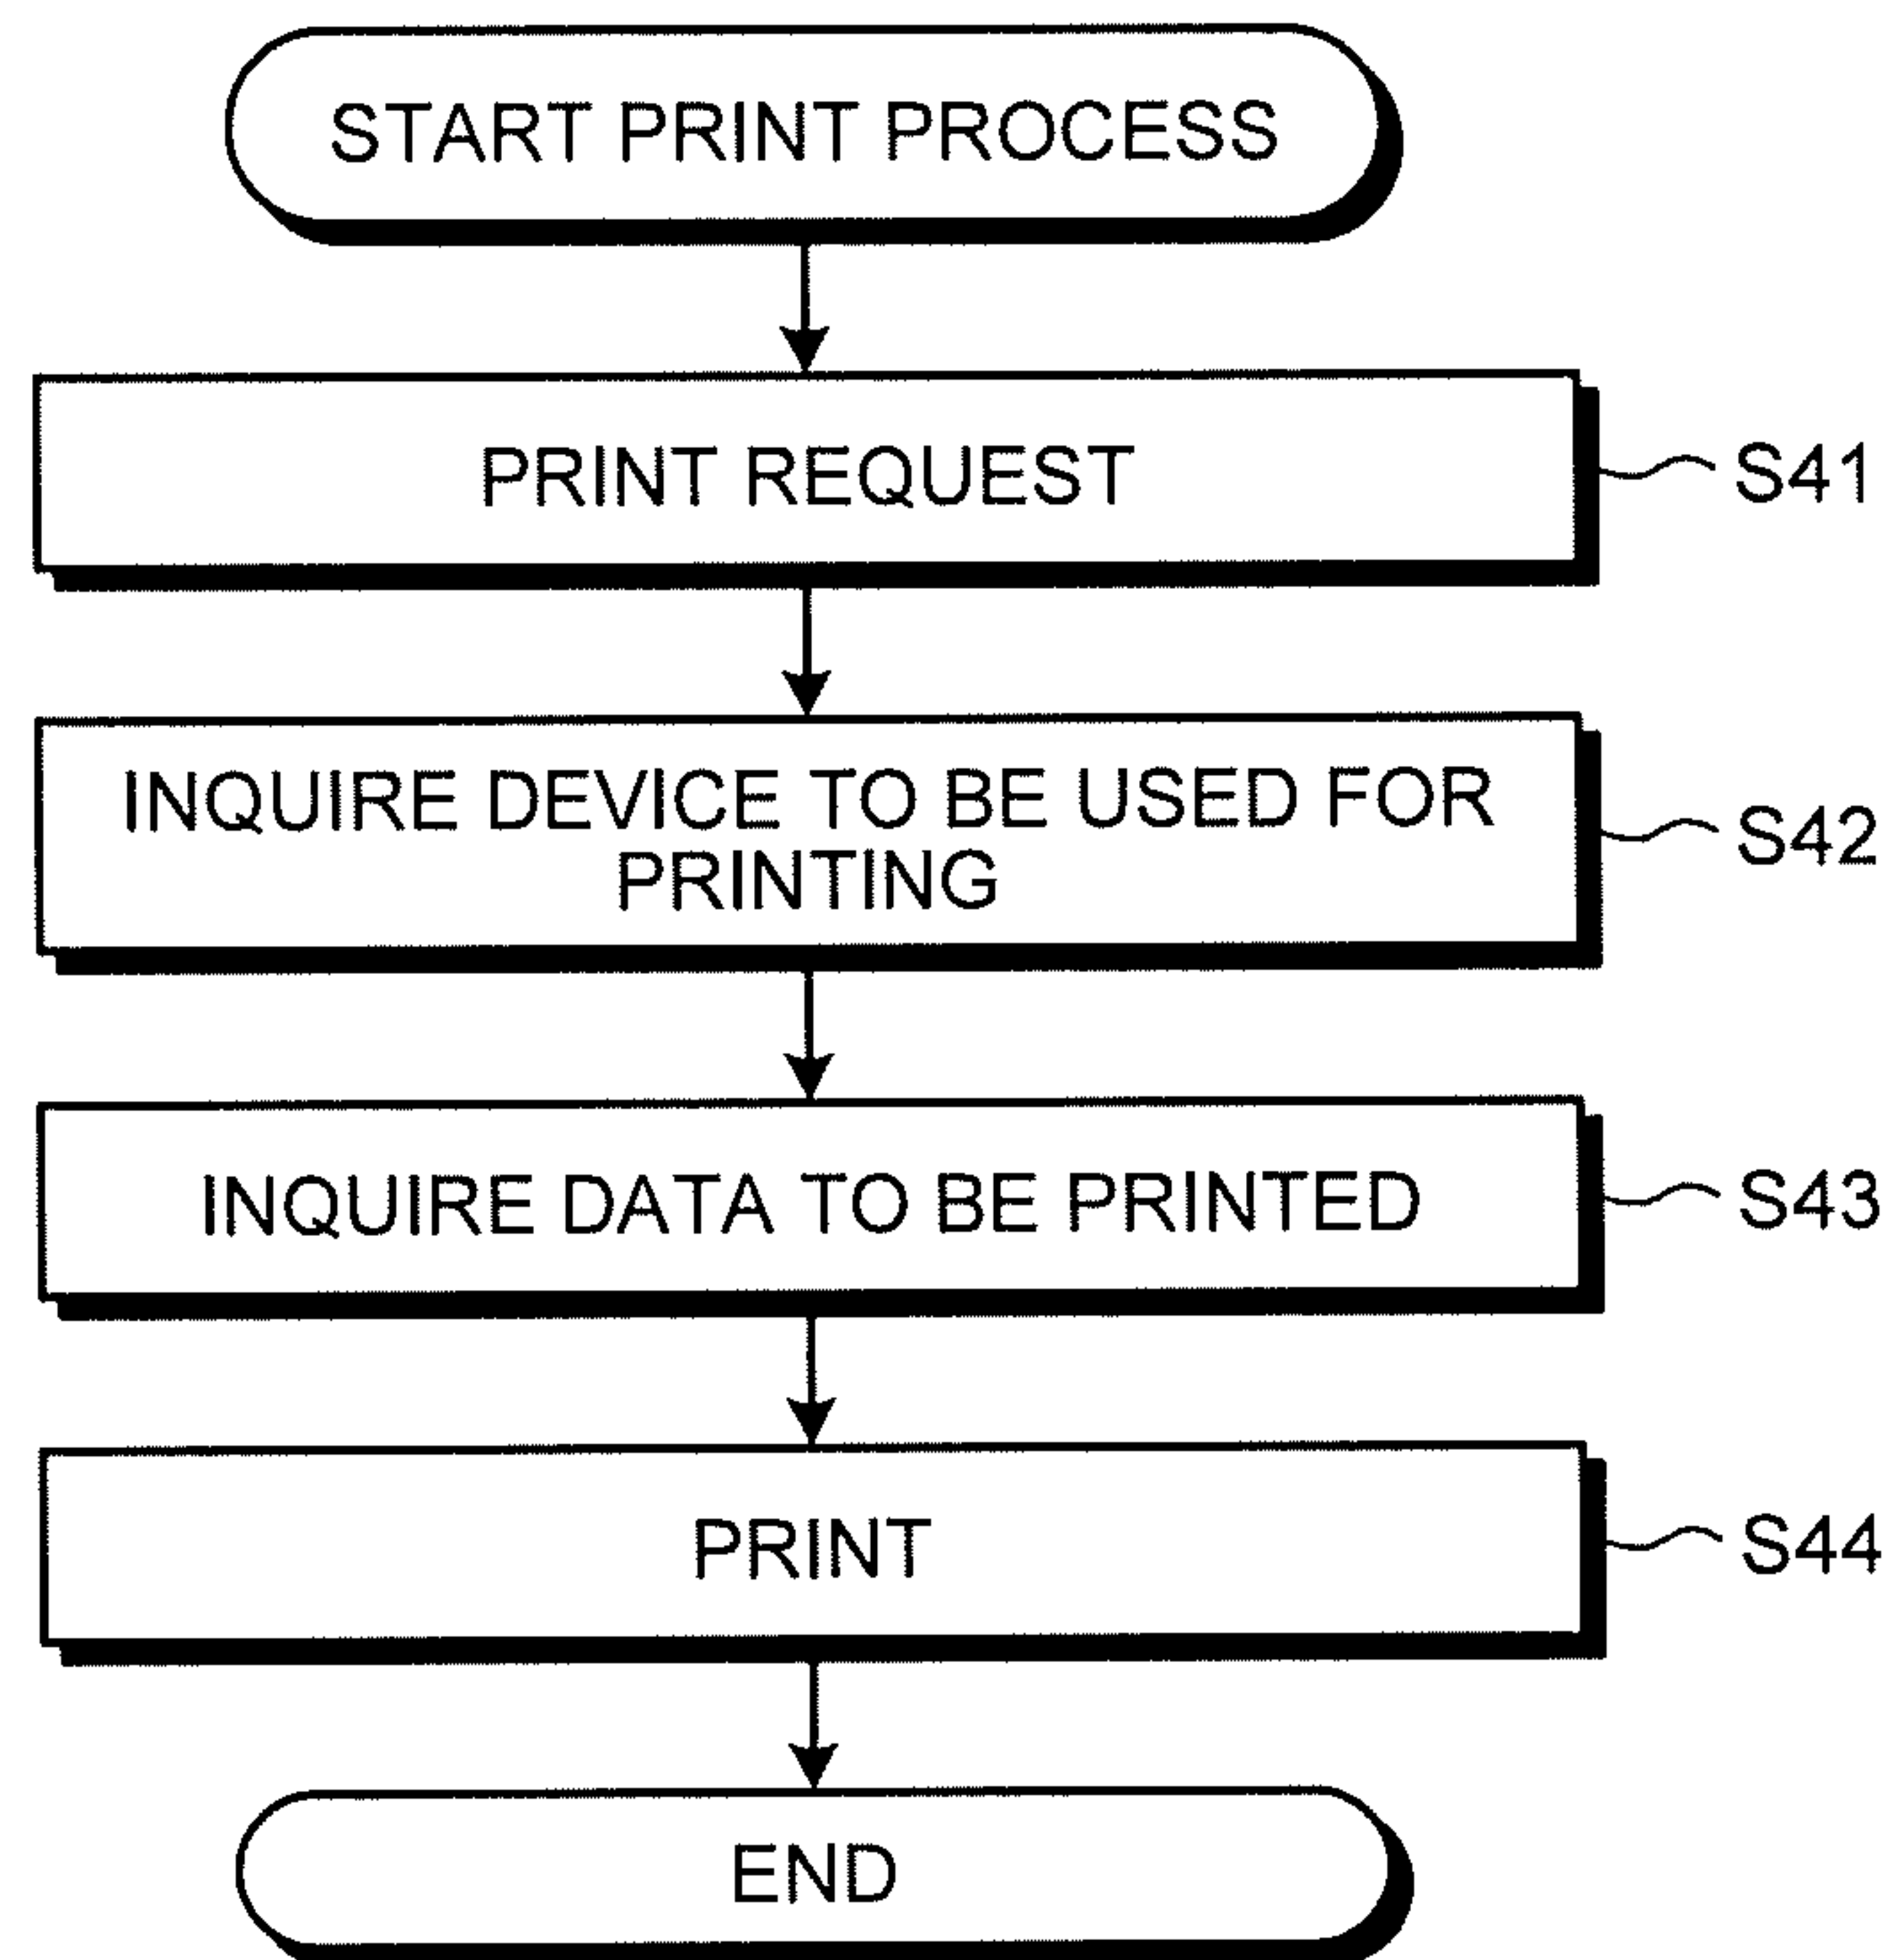 START PRINT PROCESS
PRINT REQUEST
S41
INQUIRE DEVICE TO BE USED FOR
PRINTING
S42
INQUIRE DATA TO BE PRINTED
S43
PRINT
S44
END